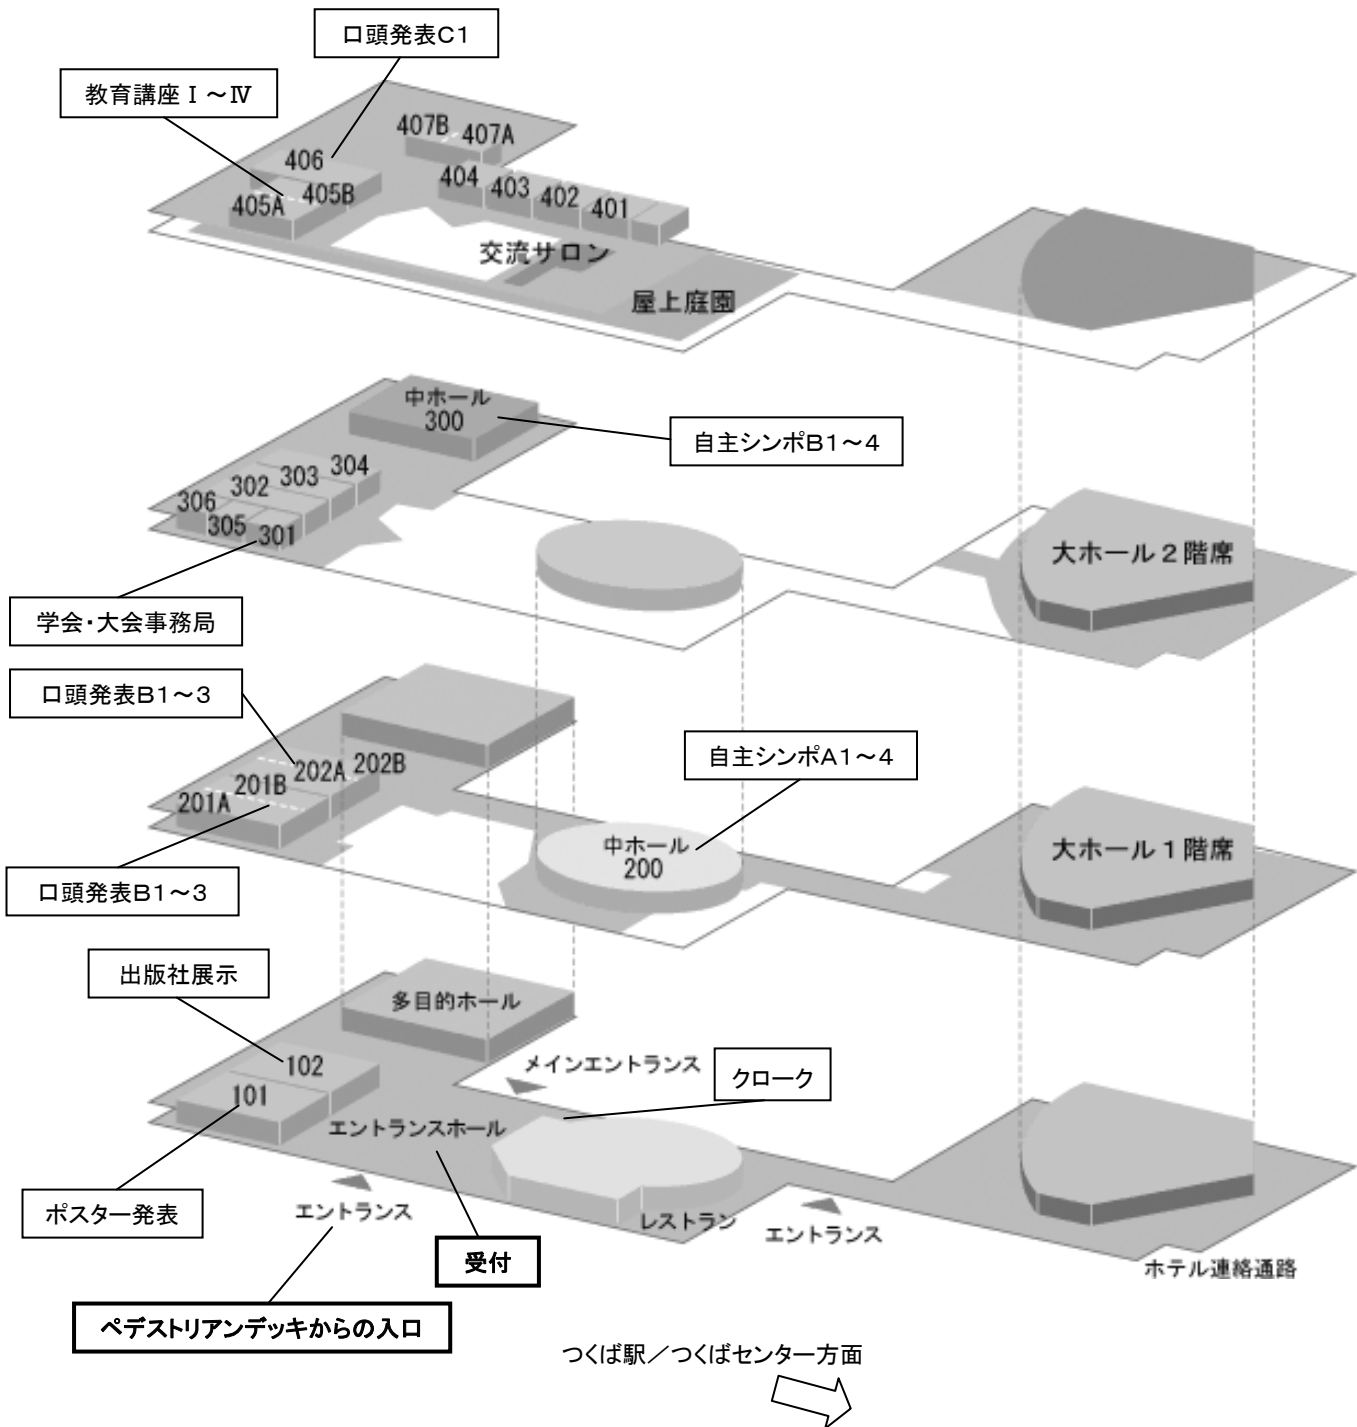 口頭発表C1
教育講座Ⅰ～Ⅳ
407B
407A
406
404
403
402
401
405B
405A
交流サロン
屋上庭園
中ホール
300
自主シンポB1～4
304
303
302
306
305
301
大ホール2階席
学会・大会事務局
口頭発表B1～3
自主シンポA1～4
202B
202A
201B
201A
中ホール
200
大ホール1階席
口頭発表B1～3
出版社展示
多目的ホール
メインエントランス
クローク
102
101
エントランスホール
ポスター発表
エントランス
レストラン
エントランス
受付
ホテル連絡通路
ペデストリアンデッキからの入口
つくば駅／つくばセンター方面